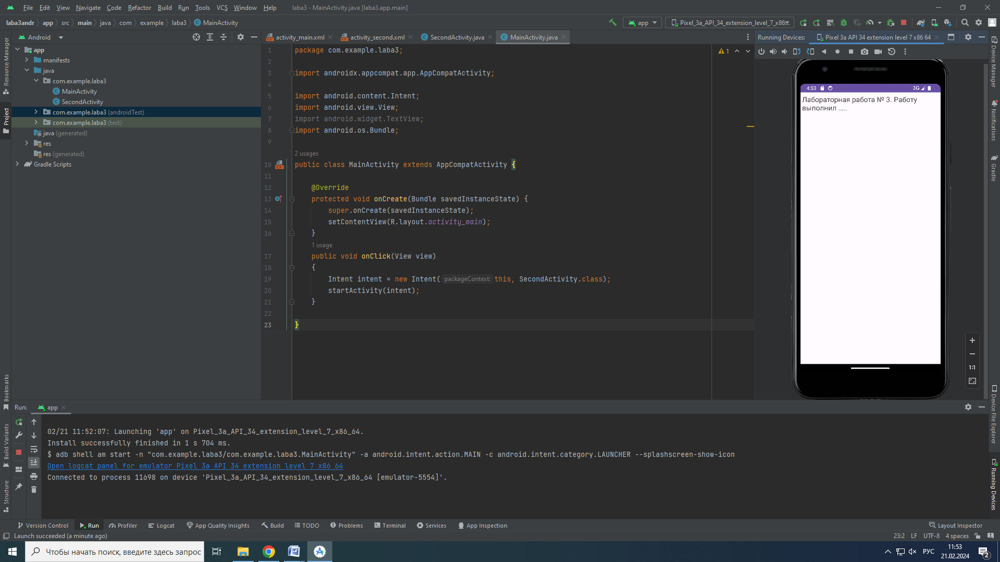 File Edit View Navigate Code Refactor Build Run Tools VCS Window Help laba3 - MainActivity.java [laba3.app.main]
laba3andr app src main java com example laba3 MainActivity
app Pixel_3a_API_34_extension_level_7_x86
Android
activity_main.xml activity_second.xml SecondActivity.java MainActivity.java
Running Devices: Pixel 3a API 34 extension level 7 x86 64
Resource Manager
Project
Bookmarks
Build Variants
Structure
app
manifests
java
com.example.laba3
MainActivity
SecondActivity
com.example.laba3 (androidTest)
com.example.laba3 (test)
java (generated)
res
res (generated)
Gradle Scripts
1 package com.example.laba3;
2
3 import androidx.appcompat.app.AppCompatActivity;
4
5 import android.content.Intent;
6 import android.view.View;
7 import android.widget.TextView;
8 import android.os.Bundle;
9
2 usages
10 public class MainActivity extends AppCompatActivity {
11
12 @Override
13 protected void onCreate(Bundle savedInstanceState) {
14 super.onCreate(savedInstanceState);
15 setContentView(R.layout.activity_main);
16 }
1 usage
17 public void onClick(View view)
18 {
19 Intent intent = new Intent( packageContext: this, SecondActivity.class);
20 startActivity(intent);
21 }
22
23 }
1
4:53 3G
Лабораторная работа № 3. Работу
выполнил .....
1:1
Device Manager
Notifications
Gradle
Device File Explorer
Running Devices
Run: app
02/21 11:52:07: Launching 'app' on Pixel_3a_API_34_extension_level_7_x86_64.
Install successfully finished in 1 s 704 ms.
$ adb shell am start -n "com.example.laba3/com.example.laba3.MainActivity" -a android.intent.action.MAIN -c android.intent.category.LAUNCHER --splashscreen-show-icon
Open logcat panel for emulator Pixel 3a API 34 extension level 7 x86 64
Connected to process 11698 on device 'Pixel_3a_API_34_extension_level_7_x86_64 [emulator-5554]'.
Version Control Run Profiler Logcat App Quality Insights Build TODO Problems Terminal Services App Inspection Layout Inspector
Launch succeeded (a minute ago) 23:2 LF UTF-8 4 spaces
Чтобы начать поиск, введите здесь запрос
РУС
11:53
21.02.2024
2